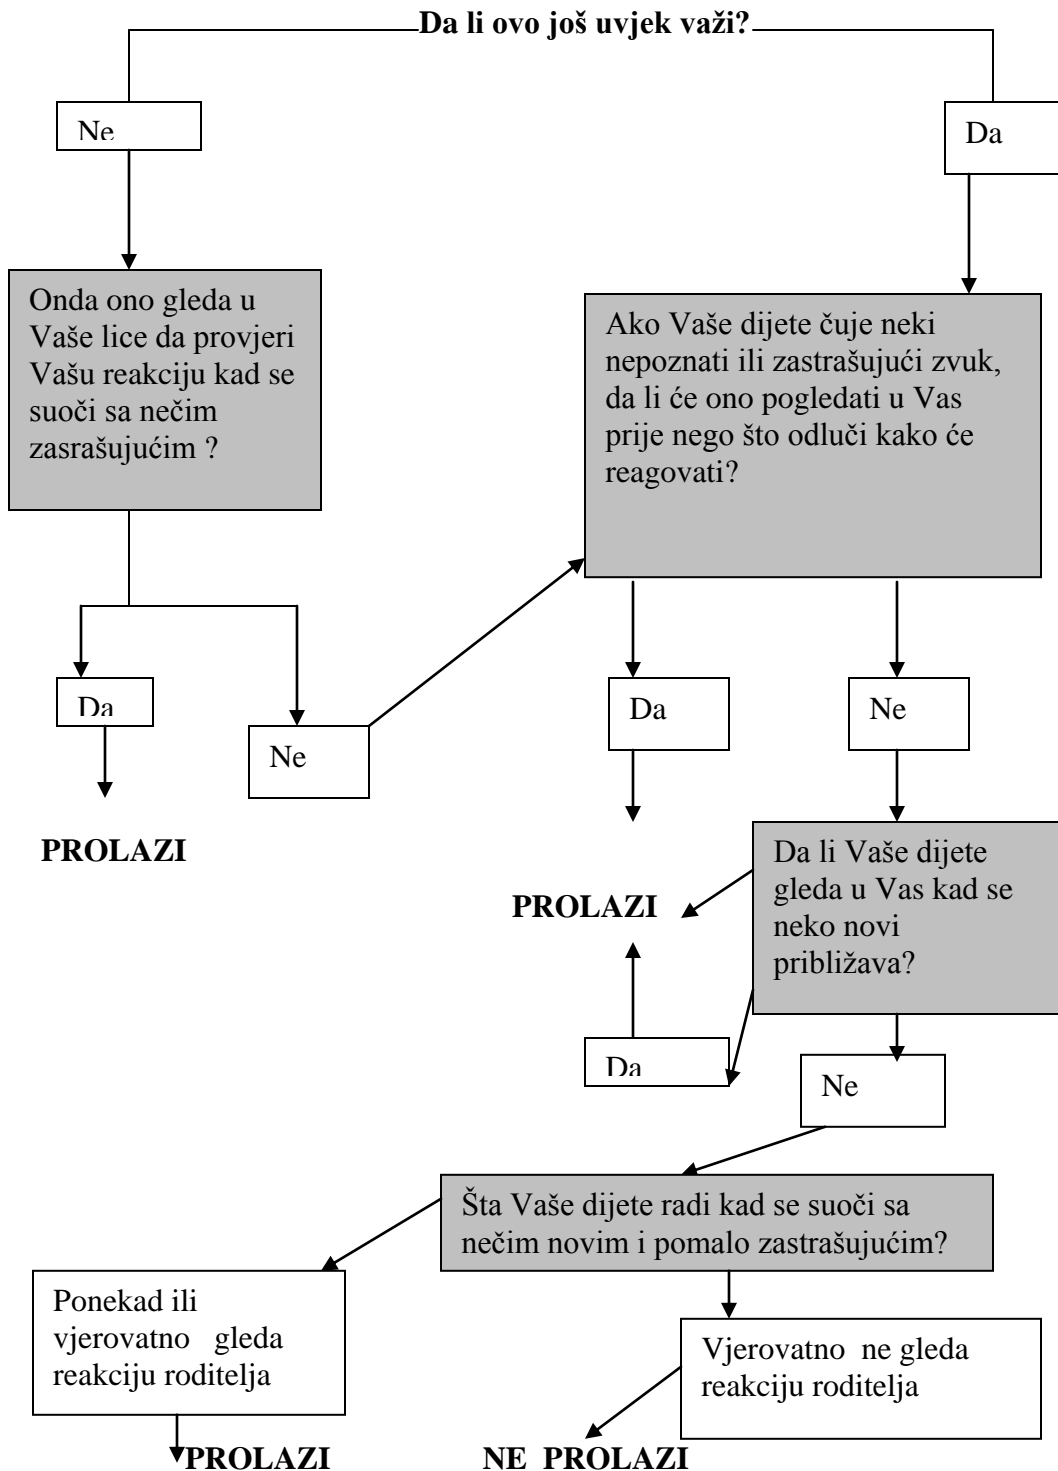 Da li ovo još uvjek važi?
Ne
Da
Onda ono gleda u
Vaše lice da provjeri
Vašu reakciju kad se
suoči sa nečim
zasrašujućim ?
Ako Vaše dijete čuje neki
nepoznati ili zastrašujući zvuk,
da li će ono pogledati u Vas
prije nego što odluči kako će
reagovati?
Da
Ne
Da
Ne
PROLAZI
PROLAZI
Da li Vaše dijete
gleda u Vas kad se
neko novi
približava?
Da
Ne
Šta Vaše dijete radi kad se suoči sa
nečim novim i pomalo zastrašujućim?
Ponekad ili
vjerovatno   gleda
reakciju roditelja
Vjerovatno  ne gleda
reakciju roditelja
PROLAZI
NE  PROLAZI